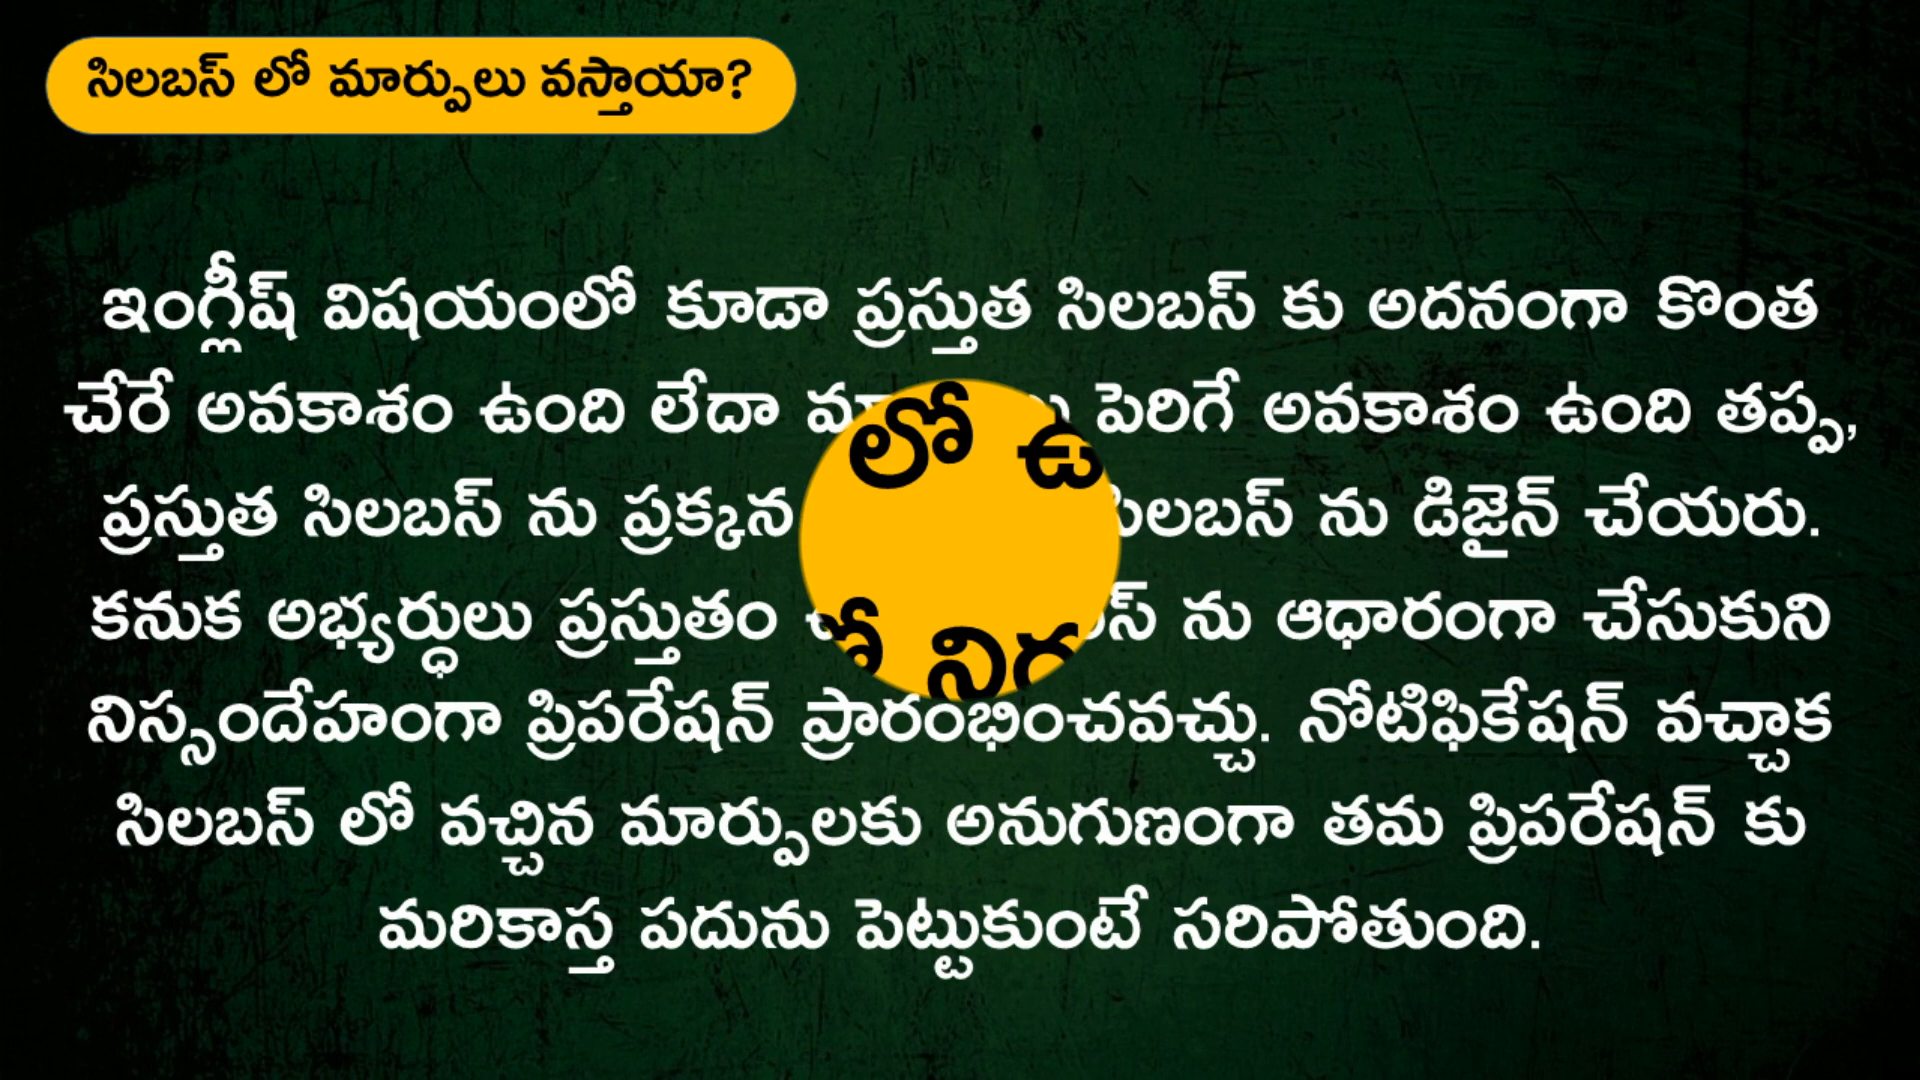 సిలబస్ లో మార్పులు వస్తాయా?
ఇంగ్లీష్ విషయంలో కూడా ప్రస్తుత సిలబస్ కు అదనంగా కొంత
చేరే అవకాశం ఉంది లేదా పెరిగే అవకాశం ఉంది తప్ప,
లో ఉ
ప్రస్తుత సిలబస్ ను ప్రక్కన ను డిజైన్ చేయరు.
కనుక అభ్యర్ధులు ప్రస్తుతం ను ఆధారంగా చేసుకుని
నిస్సందేహంగా ప్రిపరేషన్ ప్రారంభించవచ్చు. నోటిఫికేషన్ వచ్చాక
సిలబస్ లో వచ్చిన మార్పులకు అనుగుణంగా తమ ప్రిపరేషన్ కు
మరికాస్త పదును పెట్టుకుంటే సరిపోతుంది.